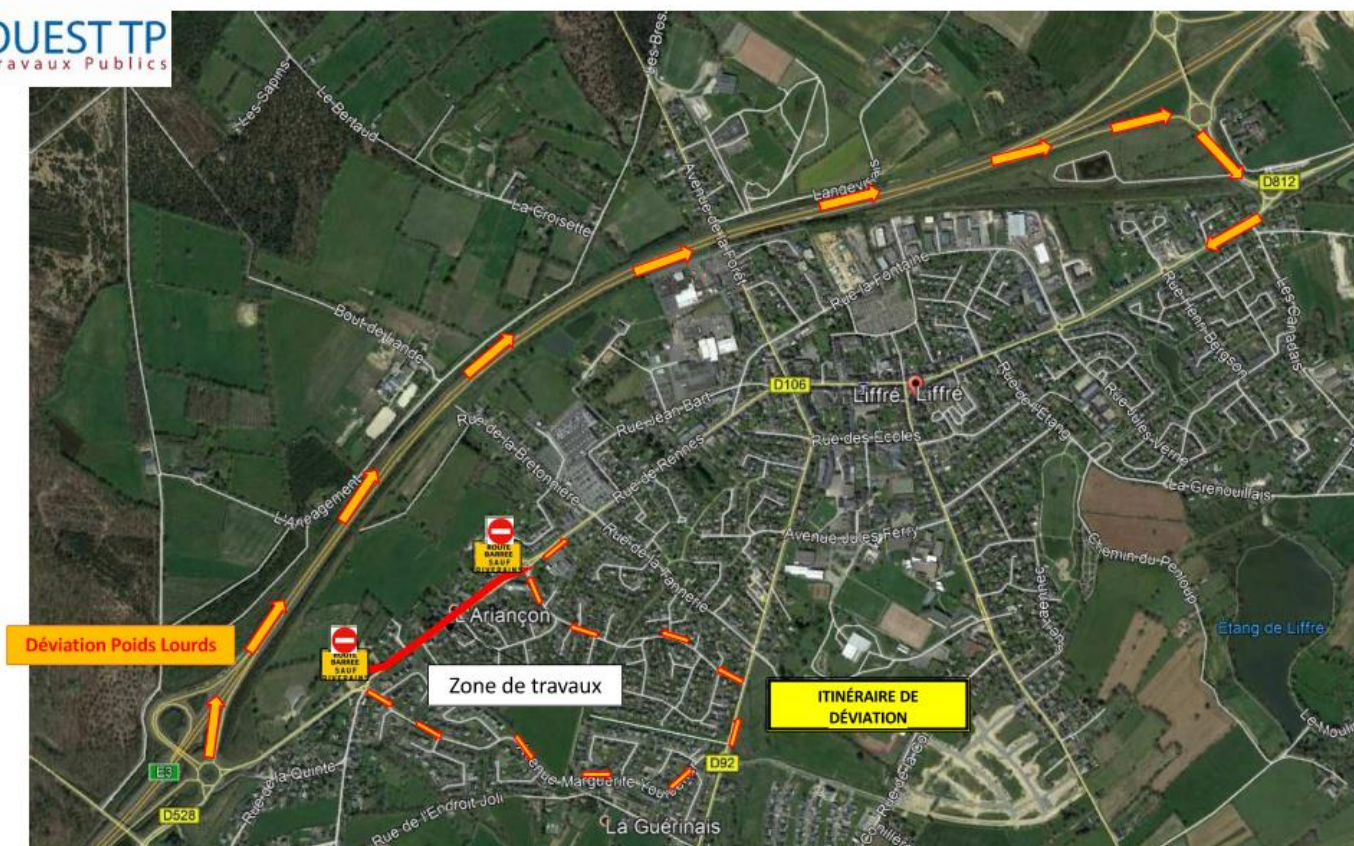 OUEST TP
Travaux Publics
Les Sapins
Le Bertaud
La Croisette
Avenue de la Forêt
D812
Bout de Lande
Rue la Fontaine
Rue Henri Bergson
Les Canadais
D106
Liffré
Liffré
Rue Jean Bart
Rue de l'Étang
Rue Jules Verne
Rue de la Bretonnière
Rue de Rennes
Rue des Écoles
La Grenouillais
Avenue Jules Ferry
Rue de la Tannerie
Chemin du Penloup
ROUTE
BARREE
SAUF
L'Ariançon
Étang de Liffré
Déviation Poids Lourds
ROUTE
BARREE
SAUF
Zone de travaux
ITINÉRAIRE DE
DÉVIATION
D92
E3
Rue de la Quinte
D528
Rue de l'Endroit Joli
La Guérinais